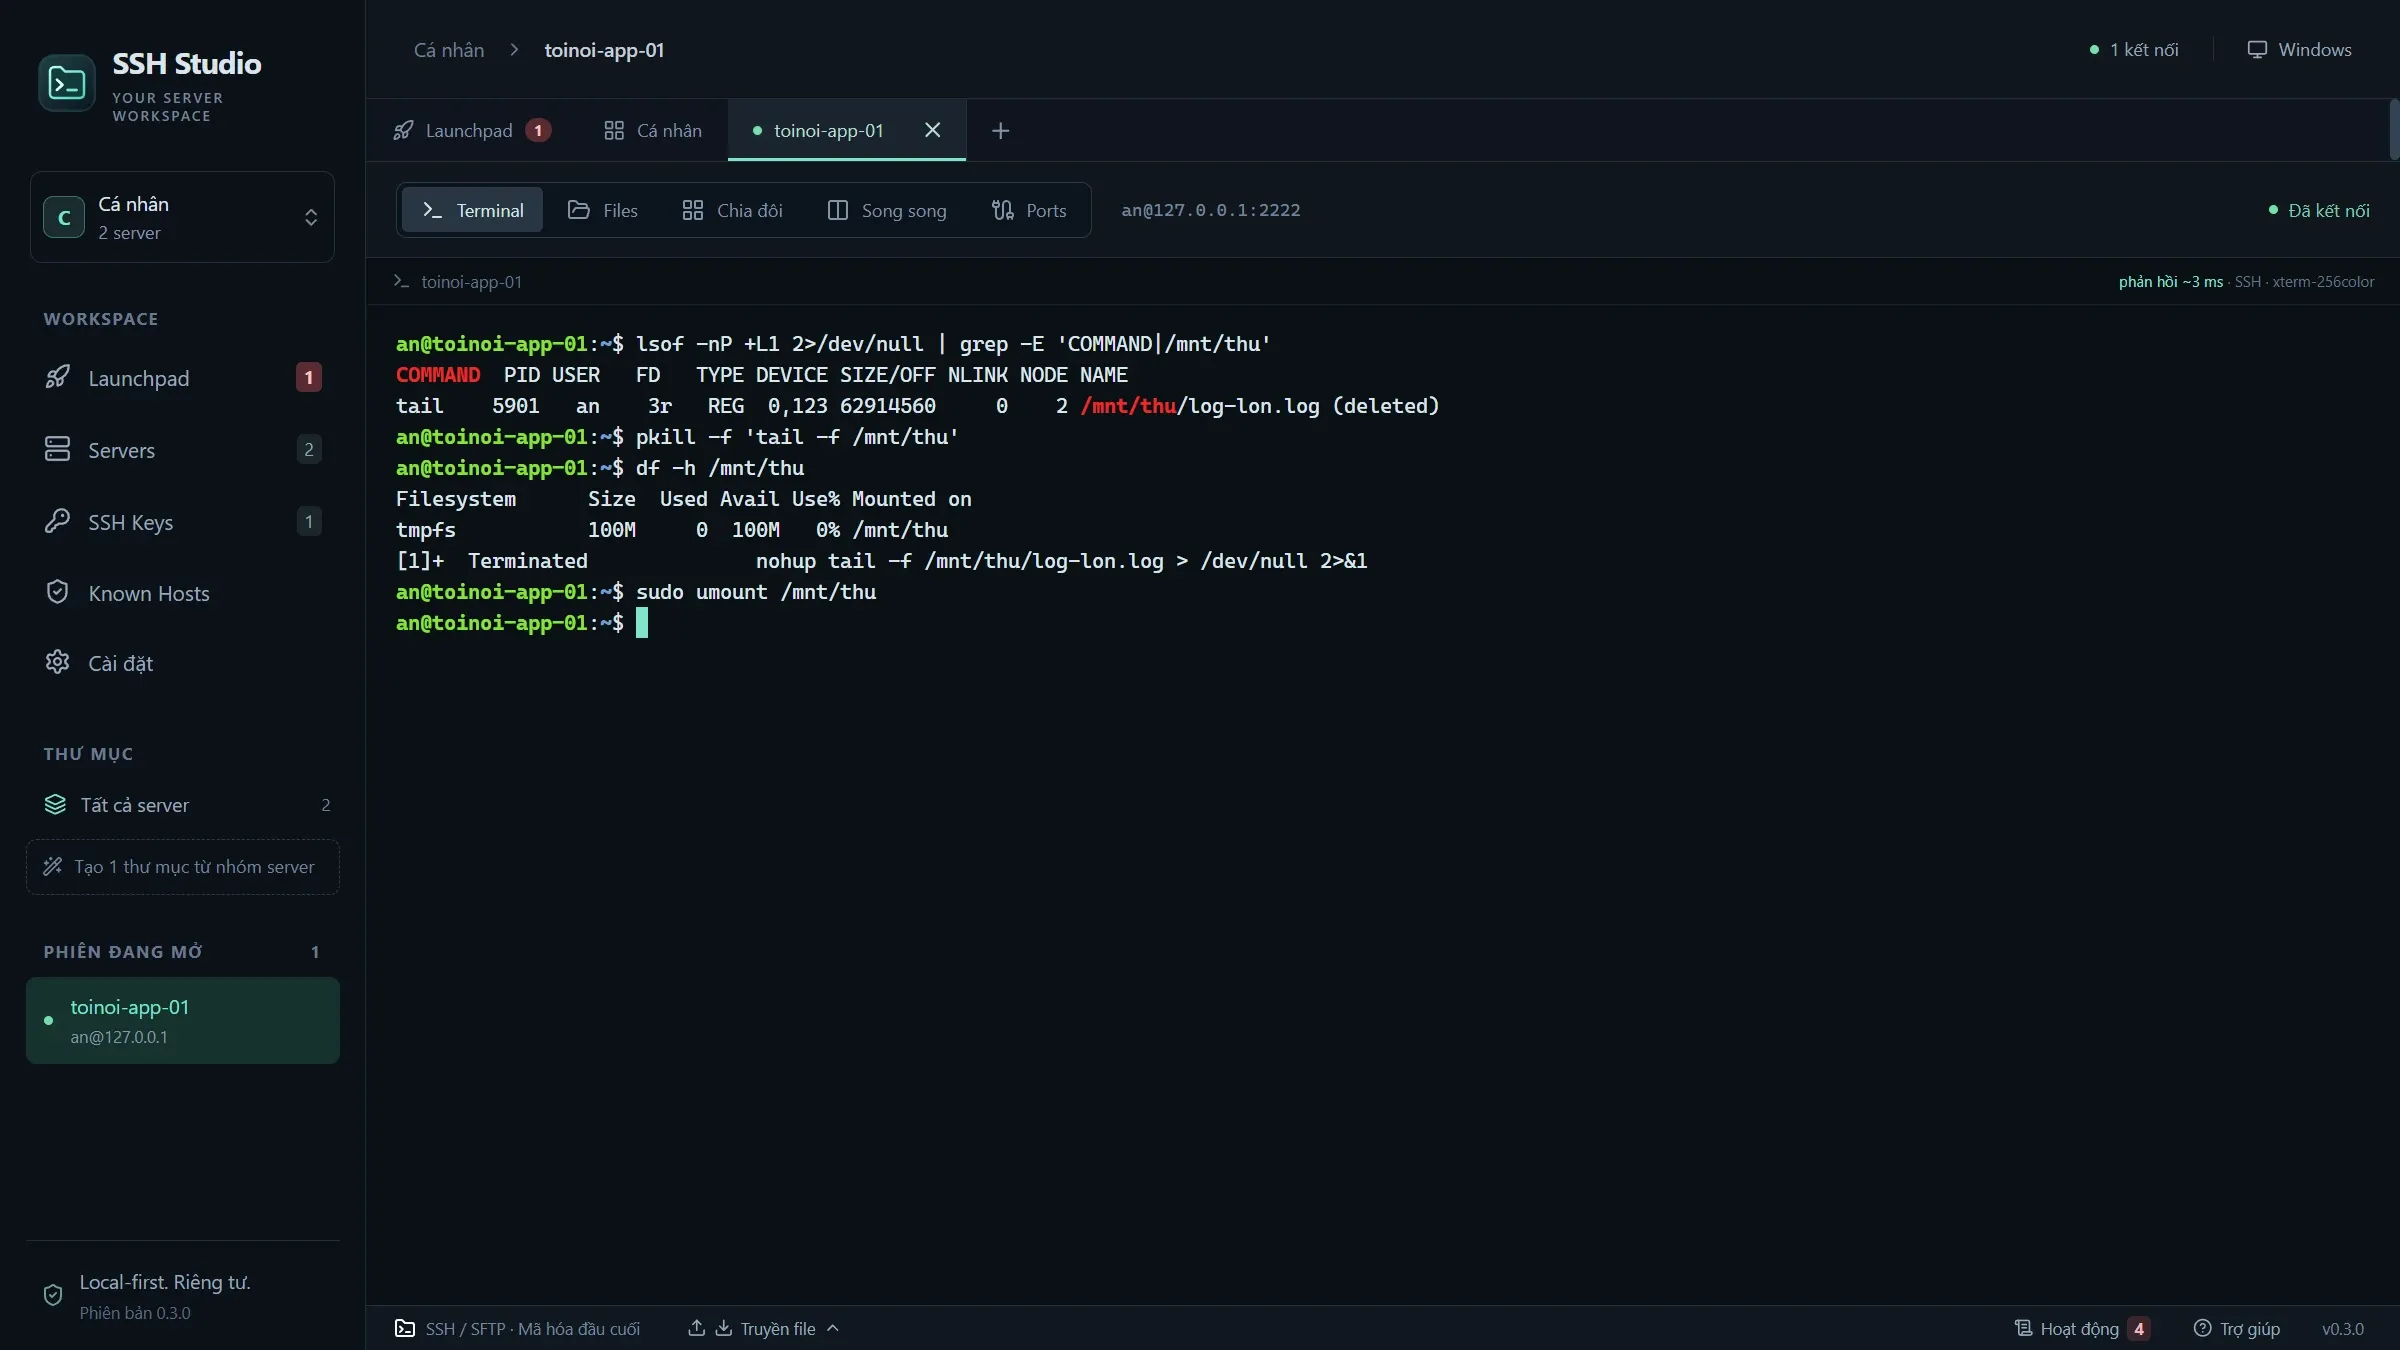 SSH Studio
YOUR SERVER
WORKSPACE
C
Cá nhân
2 server
WORKSPACE
Launchpad 1
Servers 2
SSH Keys 1
Known Hosts
Cài đặt
THƯ MỤC
Tất cả server 2
Tạo 1 thư mục từ nhóm server
PHIÊN ĐANG MỞ 1
toinoi-app-01
an@127.0.0.1
Local-first. Riêng tư.
Phiên bản 0.3.0
Cá nhân > toinoi-app-01
1 kết nối
Windows
Launchpad 1
Cá nhân
toinoi-app-01
Terminal
Files
Chia đôi
Song song
Ports
an@127.0.0.1:2222
Đã kết nối
toinoi-app-01
phản hồi ~3 ms · SSH · xterm-256color
an@toinoi-app-01:~$ lsof -nP +L1 2>/dev/null | grep -E 'COMMAND|/mnt/thu'
COMMAND  PID USER   FD   TYPE DEVICE SIZE/OFF NLINK NODE NAME
tail    5901   an    3r   REG  0,123 62914560     0    2 /mnt/thu/log-lon.log (deleted)
an@toinoi-app-01:~$ pkill -f 'tail -f /mnt/thu'
an@toinoi-app-01:~$ df -h /mnt/thu
Filesystem      Size  Used Avail Use% Mounted on
tmpfs           100M     0  100M   0% /mnt/thu
[1]+  Terminated              nohup tail -f /mnt/thu/log-lon.log > /dev/null 2>&1
an@toinoi-app-01:~$ sudo umount /mnt/thu
an@toinoi-app-01:~$
SSH / SFTP · Mã hóa đầu cuối
Truyền file
Hoạt động 4
Trợ giúp
v0.3.0